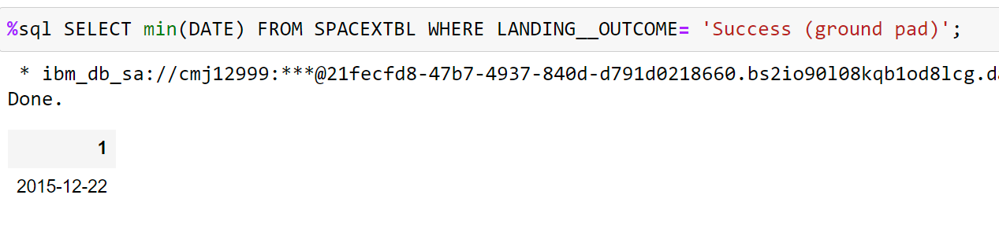 %sql SELECT min(DATE) FROM SPACEXTBL WHERE LANDING__OUTCOME= 'Success (ground pad)';
* ibm_db_sa://cmj12999:***@21fecfd8-47b7-4937-840d-d791d0218660.bs2io90l08kqb1od8lcg.da
Done.
1
2015-12-22